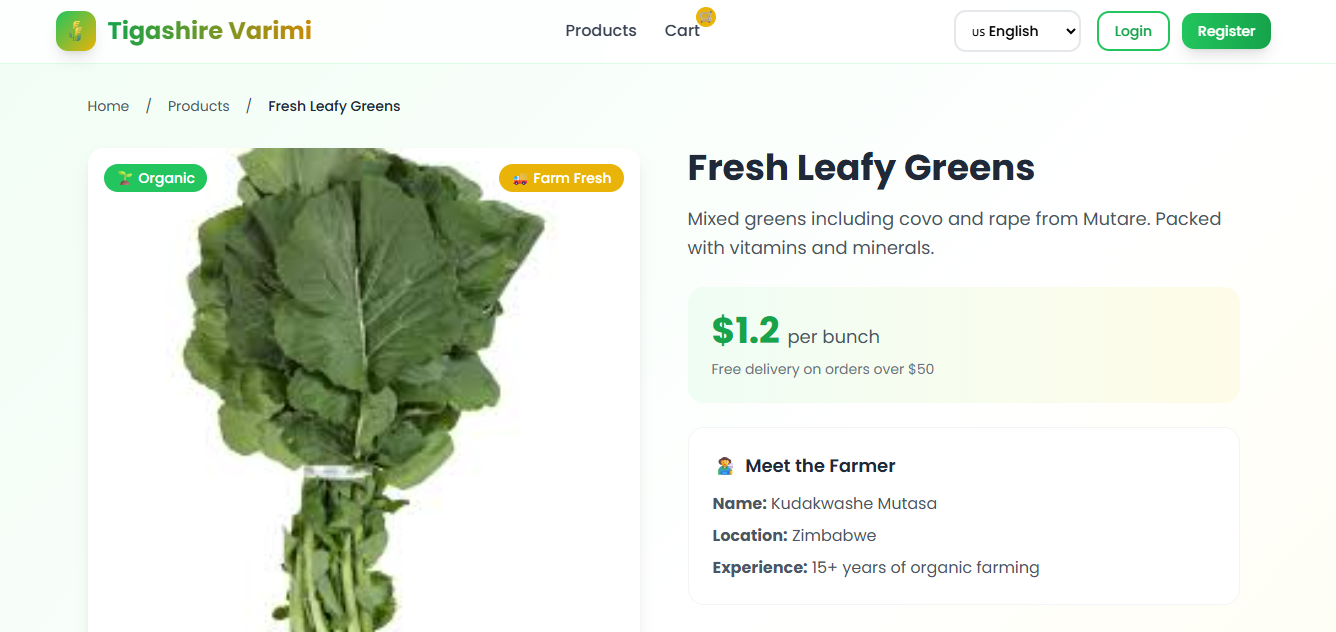 Tigashire Varimi
Products
Cart
us English
Login
Register
Home / Products / Fresh Leafy Greens
Organic
Farm Fresh
Fresh Leafy Greens
Mixed greens including covo and rape from Mutare. Packed
with vitamins and minerals.
$1.2 per bunch
Free delivery on orders over $50
Meet the Farmer
Name: Kudakwashe Mutasa
Location: Zimbabwe
Experience: 15+ years of organic farming